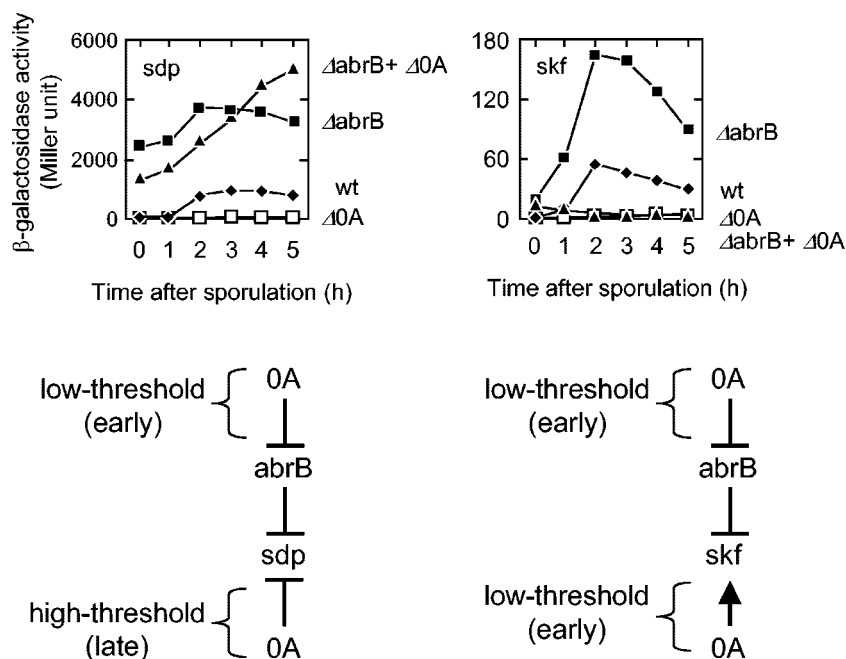 β-galactosidase activity
(Miller unit)
6000
4000
2000
0
sdp
ΔabrB+ Δ0A
ΔabrB
wt
Δ0A
0 1 2 3 4 5
Time after sporulation (h)
180
120
60
0
skf
ΔabrB
wt
Δ0A
ΔabrB+ Δ0A
0 1 2 3 4 5
Time after sporulation (h)
low-threshold
(early)
0A
abrB
sdp
high-threshold
(late)
0A
low-threshold
(early)
0A
abrB
skf
low-threshold
(early)
0A